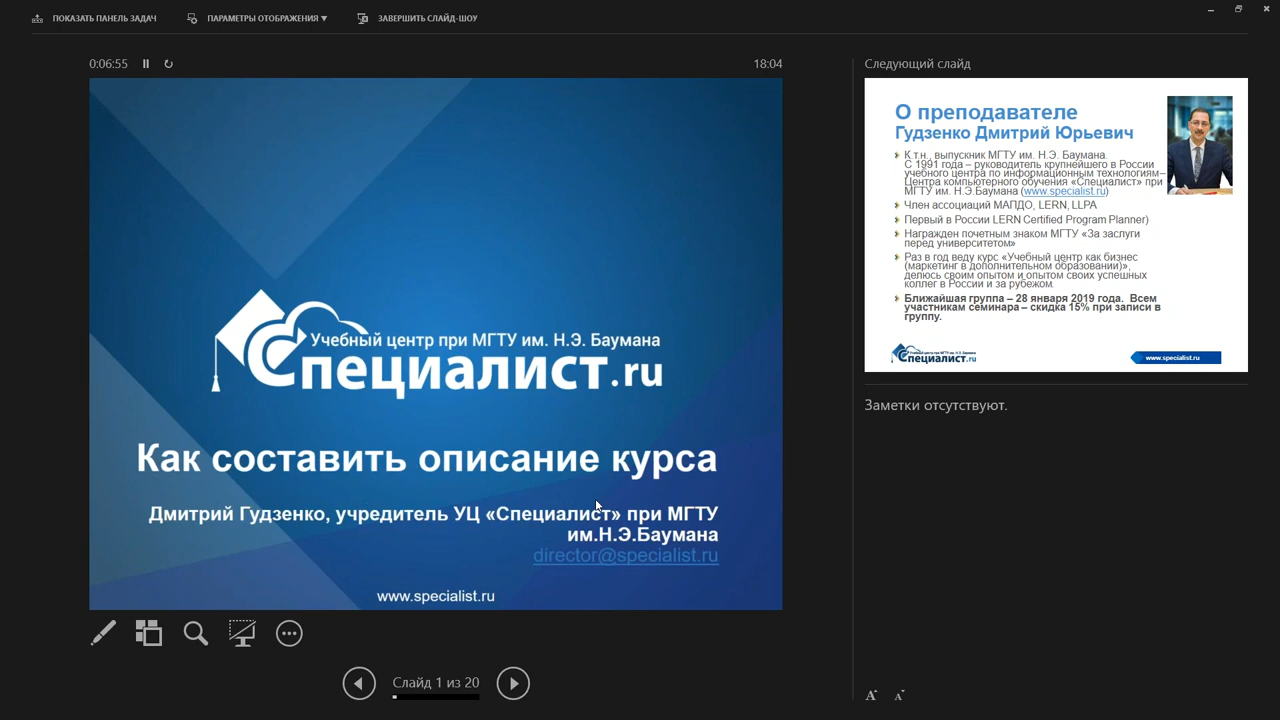 ПОКАЗАТЬ ПАНЕЛЬ ЗАДАЧ
ПАРАМЕТРЫ ОТОБРАЖЕНИЯ ▼
ЗАВЕРШИТЬ СЛАЙД-ШОУ
0:06:55
18:04
Учебный центр при МГТУ им. Н.Э. Баумана
Специалист.ru
Как составить описание курса
Дмитрий Гудзенко, учредитель УЦ «Специалист» при МГТУ
им.Н.Э.Баумана
director@specialist.ru
www.specialist.ru
Слайд 1 из 20
Следующий слайд
О преподавателе
Гудзенко Дмитрий Юрьевич
К.т.н., выпускник МГТУ им. Н.Э. Баумана.
С 1991 года – руководитель крупнейшего в России
учебного центра по информационным технологиям–
Центра компьютерного обучения «Специалист» при
МГТУ им. Н.Э.Баумана (www.specialist.ru)
Член ассоциаций МАПДО, LERN, LLPA
Первый в России LERN Certified Program Planner)
Награжден почетным знаком МГТУ «За заслуги
перед университетом»
Раз в год веду курс «Учебный центр как бизнес
(маркетинг в дополнительном образовании)»,
делюсь своим опытом и опытом своих успешных
коллег в России и за рубежом.
Ближайшая группа – 28 января 2019 года. Всем
участникам семинара – скидка 15% при записи в
группу.
Учебный центр при МГТУ им. Н.Э. Баумана
Специалист.ru
www.specialist.ru
Заметки отсутствуют.
A A